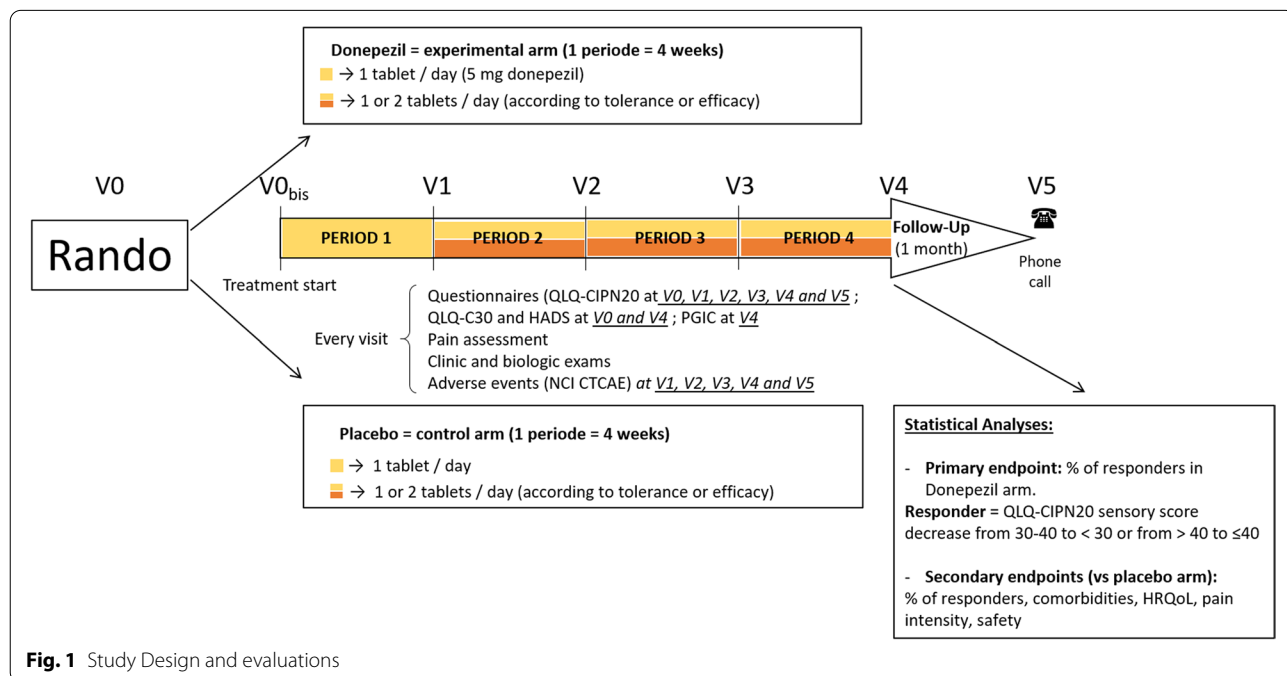 Donepezil = experimental arm (1 periode = 4 weeks)
→ 1 tablet / day (5 mg donepezil)
→ 1 or 2 tablets / day (according to tolerance or efficacy)
V0
V0bis
V1
V2
V3
V4
V5
Rando
PERIOD 1
PERIOD 2
PERIOD 3
PERIOD 4
Follow-Up
(1 month)
Phone
call
Treatment start
Every visit
Questionnaires (QLQ-CIPN20 at V0, V1, V2, V3, V4 and V5 ;
QLQ-C30 and HADS at V0 and V4 ; PGIC at V4
Pain assessment
Clinic and biologic exams
Adverse events (NCI CTCAE) at V1, V2, V3, V4 and V5
Placebo = control arm (1 periode = 4 weeks)
→ 1 tablet / day
→ 1 or 2 tablets / day (according to tolerance or efficacy)
Statistical Analyses:
- Primary endpoint: % of responders in
Donepezil arm.
Responder = QLQ-CIPN20 sensory score
decrease from 30-40 to < 30 or from > 40 to ≤40
- Secondary endpoints (vs placebo arm):
% of responders, comorbidities, HRQoL, pain
intensity, safety
Fig. 1 Study Design and evaluations